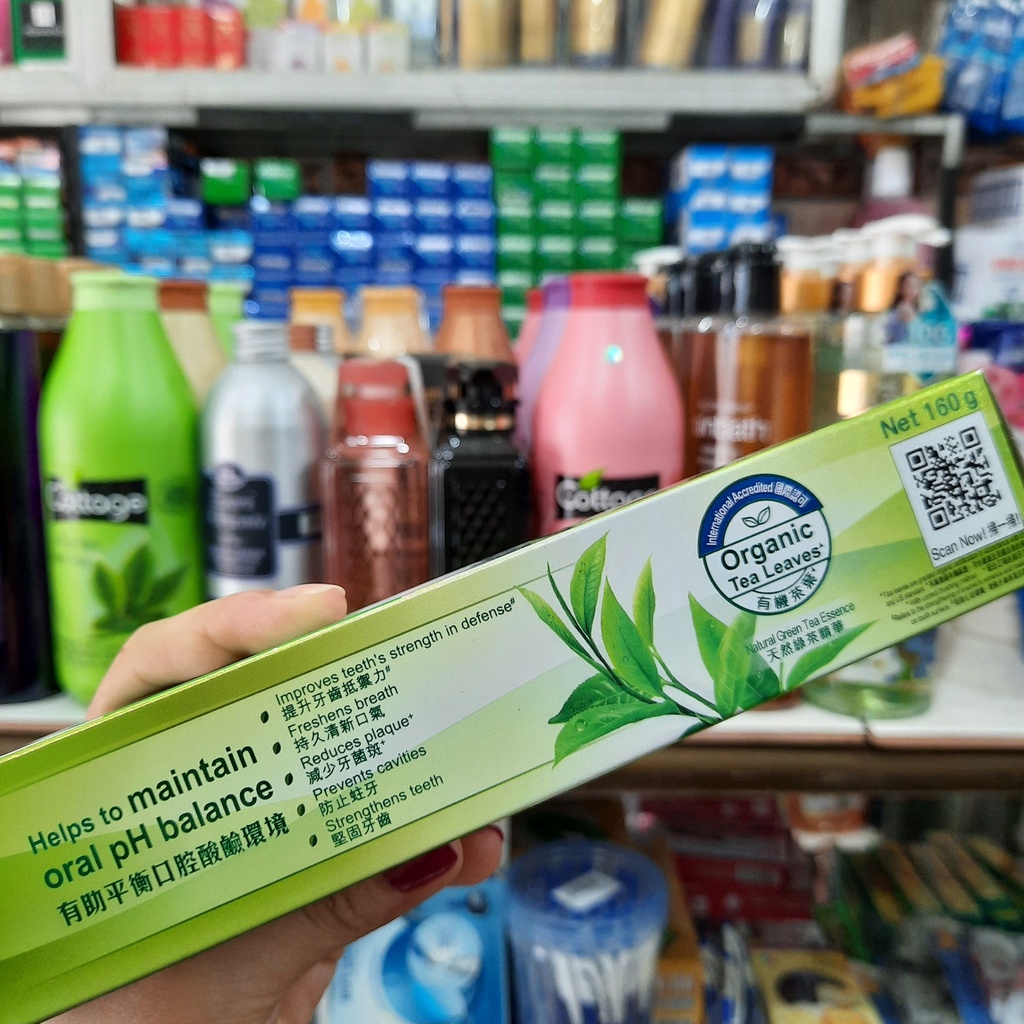 Net 160 g
Scan Now! 掃一掃!
International Accredited 國際認可
Organic
Tea Leaves+
有機茶葉+
Natural Green Tea Essence
天然綠茶精華
Helps to maintain
oral pH balance
有助平衡口腔酸鹼環境
• Improves teeth's strength in defense#
提升牙齒抵禦力#
• Freshens breath
持久清新口氣
• Reduces plaque+
減少牙菌斑+
• Prevents cavities
防止蛀牙
• Strengthens teeth
堅固牙齒
Cottage
Cottage